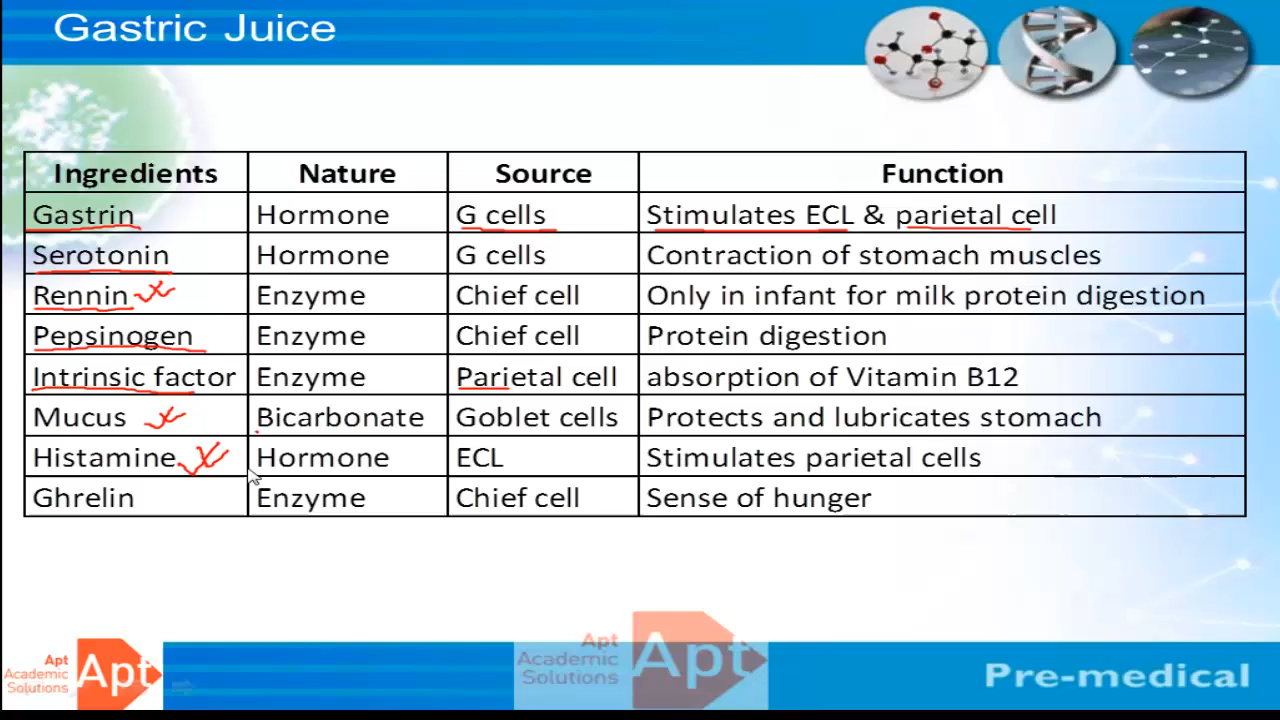 Gastric Juice
Ingredients Nature Source Function
Gastrin Hormone G cells Stimulates ECL & parietal cell
Serotonin Hormone G cells Contraction of stomach muscles
Rennin Enzyme Chief cell Only in infant for milk protein digestion
Pepsinogen Enzyme Chief cell Protein digestion
Intrinsic factor Enzyme Parietal cell absorption of Vitamin B12
Mucus Bicarbonate Goblet cells Protects and lubricates stomach
Histamine Hormone ECL Stimulates parietal cells
Ghrelin Enzyme Chief cell Sense of hunger
Apt
Academic
Solutions
Apt
Apt
Academic
Solutions
Apt
Pre-medical